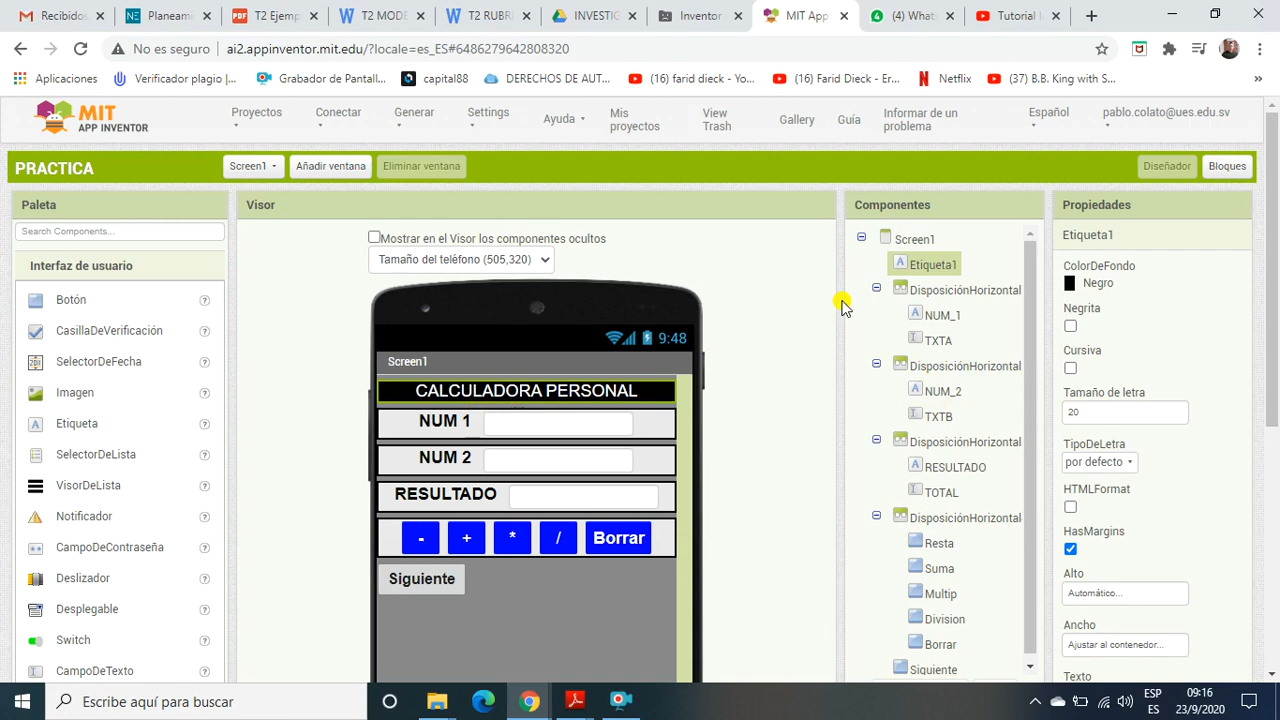 Recibidos
Planeami
T2 Ejemp
T2 MODE
T2 RUBRI
INVESTIG
Inventor
MIT App
(4) Whats
Tutorial In
No es seguro ai2.appinventor.mit.edu/?locale=es_ES#6486279642808320
Aplicaciones
Verificador plagio /...
Grabador de Pantall...
capital88
DERECHOS DE AUT...
(16) farid dieck - Yo...
(16) Farid Dieck - Er...
Netflix
(37) B.B. King with S...
»
MIT
APP INVENTOR
Proyectos
Conectar
Generar
Settings
Ayuda
Mis proyectos
View Trash
Gallery
Guía
Informar de un problema
Español
pablo.colato@ues.edu.sv
PRACTICA
Screen1
Añadir ventana
Eliminar ventana
Diseñador
Bloques
Paleta
Search Components...
Interfaz de usuario
Botón
CasillaDeVerificación
SelectorDeFecha
Imagen
Etiqueta
SelectorDeLista
VisorDeLista
Notificador
CampoDeContraseña
Deslizador
Desplegable
Switch
CampoDeTexto
Visor
Mostrar en el Visor los componentes ocultos
Tamaño del teléfono (505,320)
9:48
Screen1
CALCULADORA PERSONAL
NUM 1
NUM 2
RESULTADO
- + * / Borrar
Siguiente
Componentes
Screen1
Etiqueta1
DisposiciónHorizontal
NUM_1
TXTA
DisposiciónHorizontal
NUM_2
TXTB
DisposiciónHorizontal
RESULTADO
TOTAL
DisposiciónHorizontal
Resta
Suma
Multip
Division
Borrar
Siguiente
Propiedades
Etiqueta1
ColorDeFondo
Negro
Negrita
Cursiva
Tamaño de letra
20
TipoDeLetra
por defecto
HTMLFormat
HasMargins
Alto
Automático...
Ancho
Ajustar al contenedor...
Texto
Escribe aquí para buscar
ESP
ES
09:16
23/9/2020